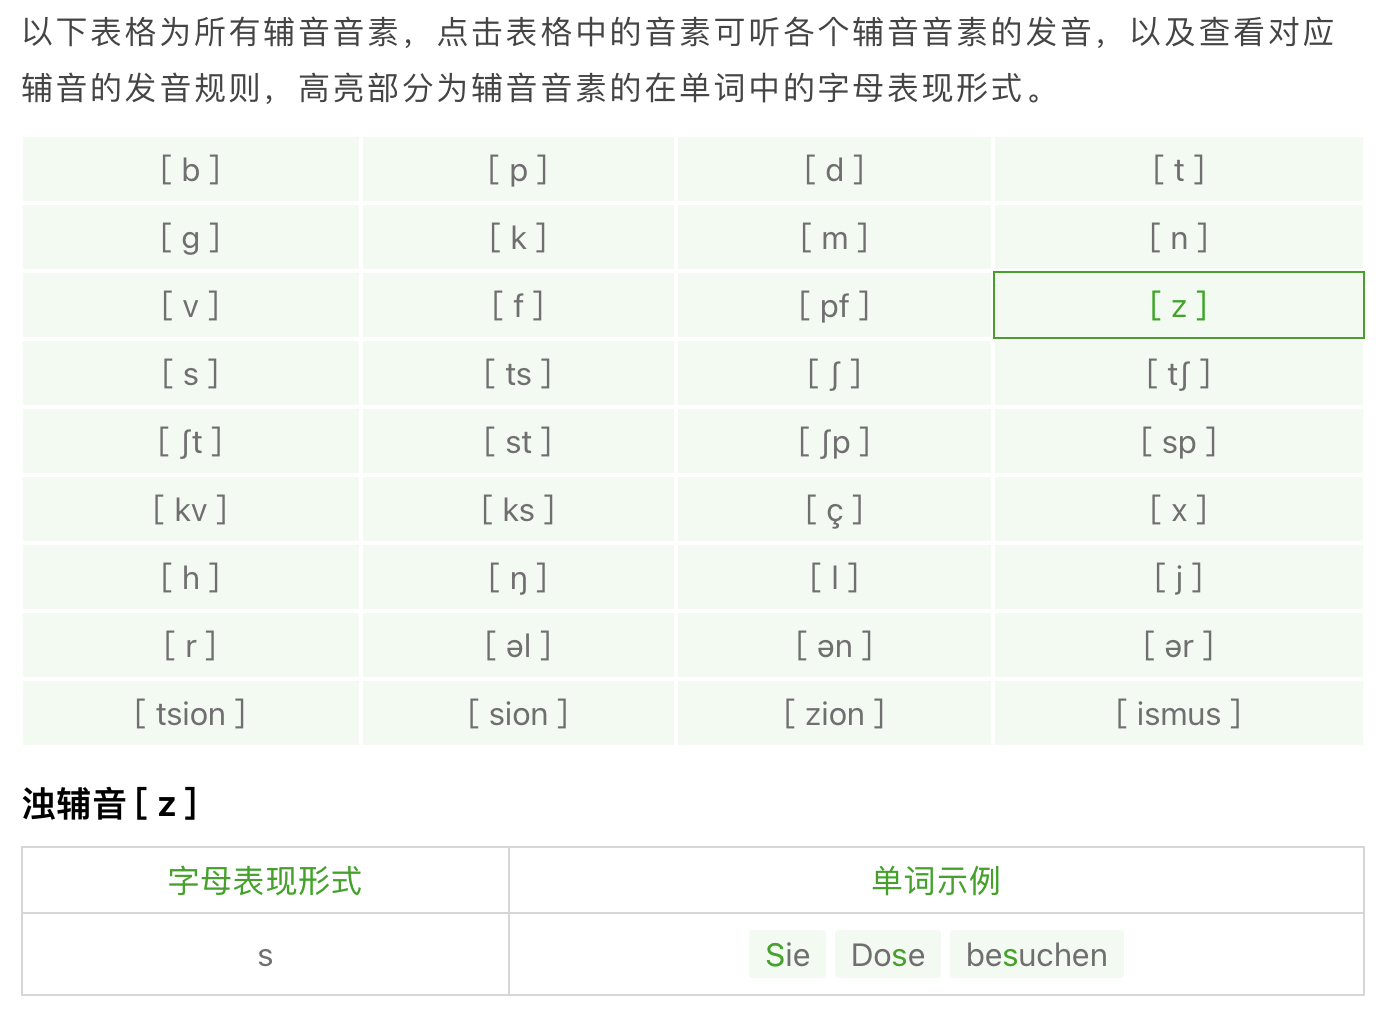 以下表格为所有辅音音素，点击表格中的音素可听各个辅音音素的发音，以及查看对应
辅音的发音规则，高亮部分为辅音音素的在单词中的字母表现形式。
[ b ] [ p ] [ d ] [ t ]
[ g ] [ k ] [ m ] [ n ]
[ v ] [ f ] [ pf ] [ z ]
[ s ] [ ts ] [ ʃ ] [ tʃ ]
[ ʃt ] [ st ] [ ʃp ] [ sp ]
[ kv ] [ ks ] [ ç ] [ x ]
[ h ] [ ŋ ] [ l ] [ j ]
[ r ] [ əl ] [ ən ] [ ər ]
[ tsion ] [ sion ] [ zion ] [ ismus ]
浊辅音 [ z ]
字母表现形式 单词示例
s Sie Dose besuchen